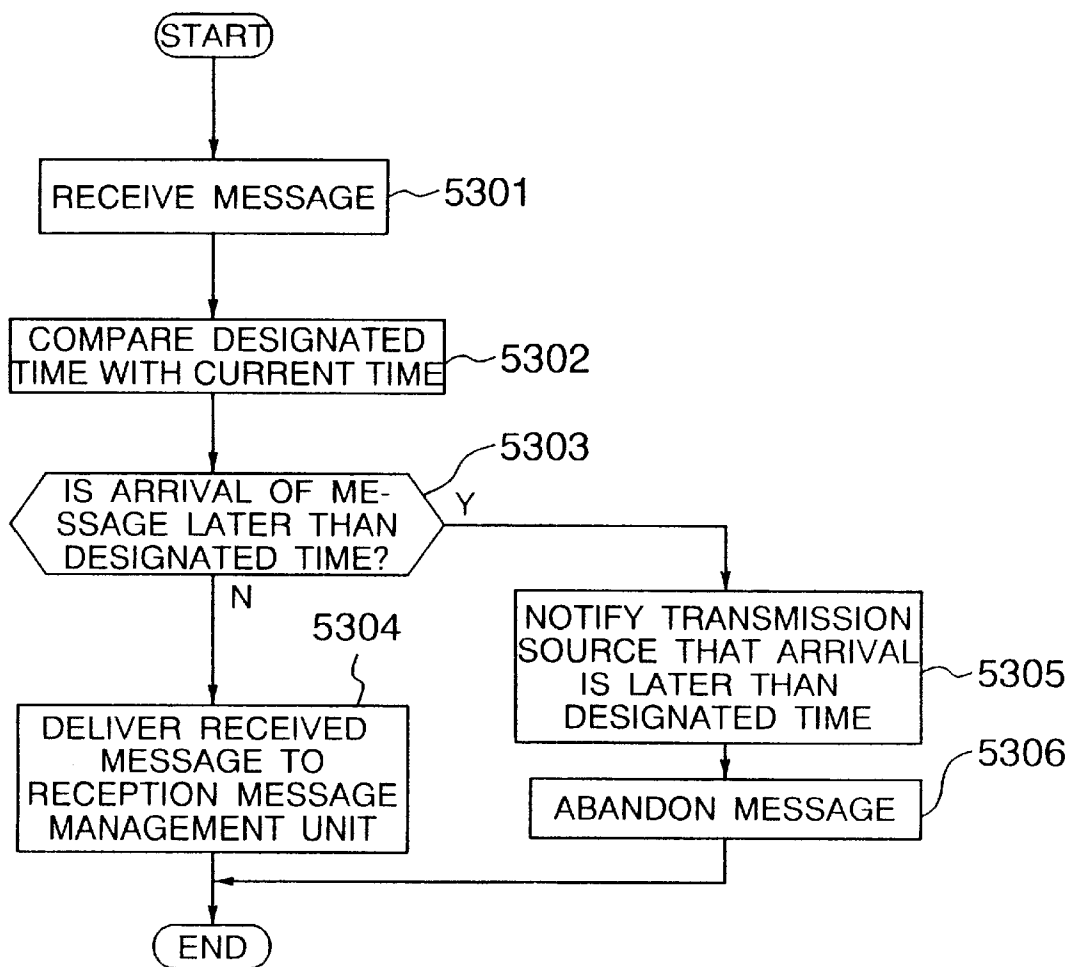 START
RECEIVE MESSAGE
5301
COMPARE DESIGNATED
TIME WITH CURRENT TIME
5302
5303
IS ARRIVAL OF ME-
SSAGE LATER THAN
DESIGNATED TIME?
Y
N
5304
DELIVER RECEIVED
MESSAGE TO
RECEPTION MESSAGE
MANAGEMENT UNIT
NOTIFY TRANSMISSION
SOURCE THAT ARRIVAL
IS LATER THAN
DESIGNATED TIME
5305
5306
ABANDON MESSAGE
END